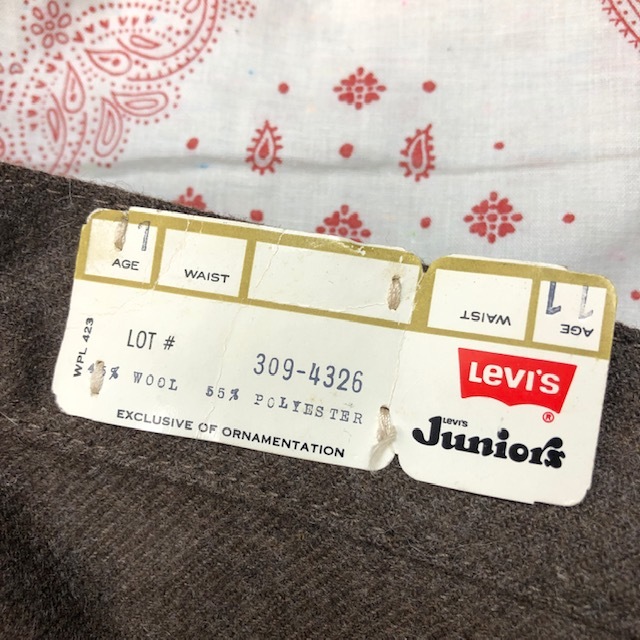 11
AGE
WAIST
WPL 423
LOT # 309-4326
% WOOL 55% POLYESTER
EXCLUSIVE OF ORNAMENTATION
WAIST
11
AGE
LEVI'S
®
LEVI'S
Juniors